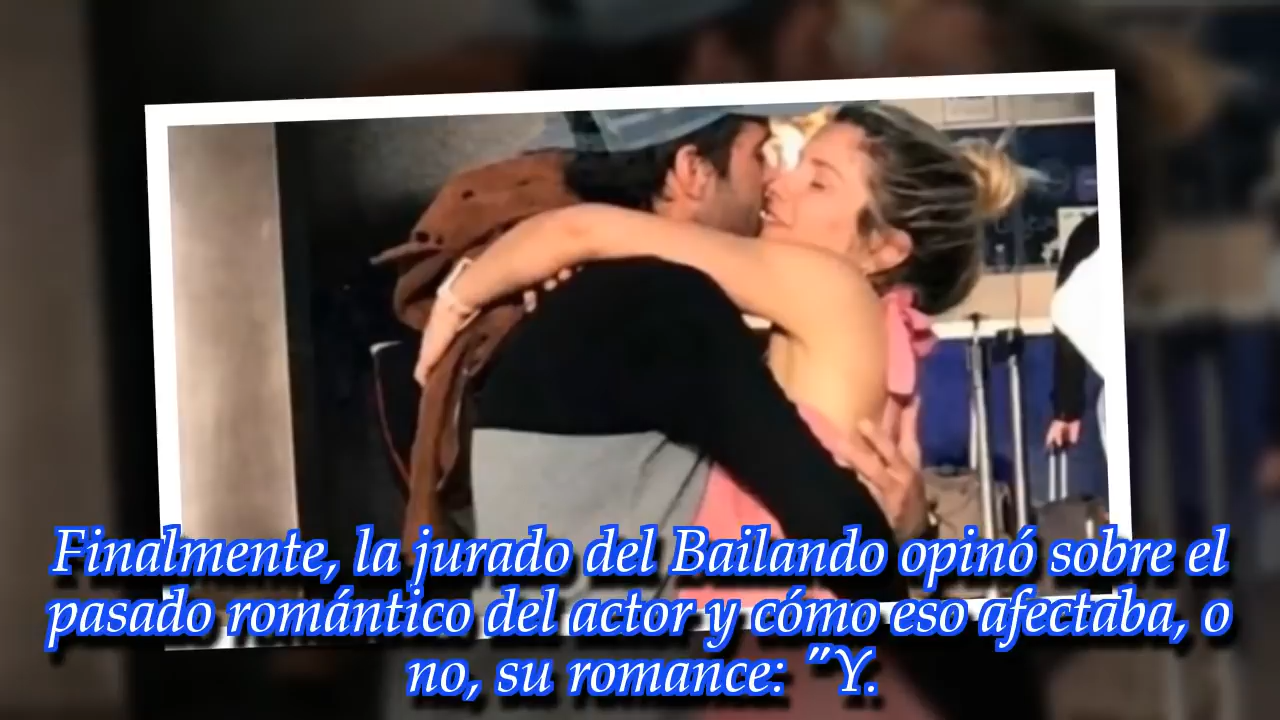 Finalmente, la jurado del Bailando opinó sobre el
pasado romántico del actor y cómo eso afectaba, o
no, su romance: "Y.